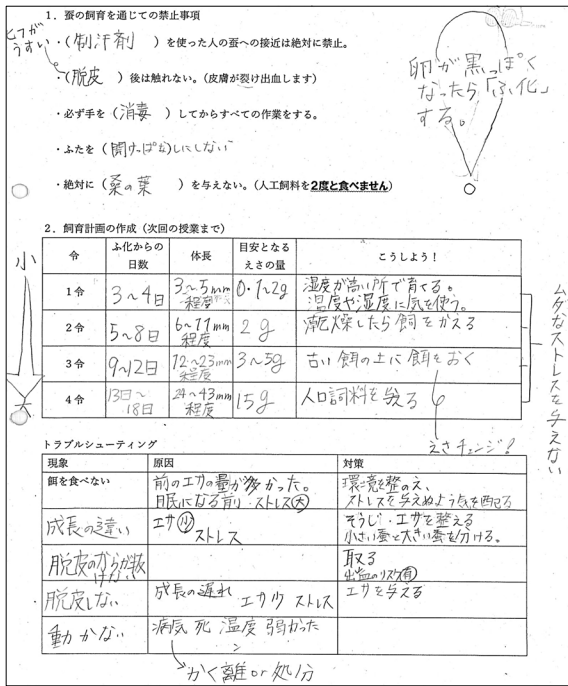 1．蚕の飼育を通じての禁止事項
ヒフがうすい
・（制汗剤）を使った人の蚕への接近は絶対に禁止。
・（脱皮）後は触れない。（皮膚が裂け出血します）
・必ず手を（消毒）してからすべての作業をする。
・ふたを（開けっぱなしにしない
・絶対に（桑の葉）を与えない。（人工飼料を2度と食べません）
卵が黒っぽく
なったら「ふ化」
する。
2．飼育計画の作成（次回の授業まで）
小
大
令 ふ化からの日数 体長 目安となるえさの量 こうしよう！
1令 3〜4日 3〜5mm程度 0.1〜2g 湿度が高い所で育てる。
温度や湿度に気を使う。
2令 5〜8日 6〜11mm程度 2g 乾燥したら餌をかえる
3令 9〜12日 12〜23mm程度 3〜5g 古い餌の上に餌をおく
4令 13日〜18日 24〜43mm程度 15g 人口飼料を与る
えさチェンジ！
ムダなストレスを与えない
トラブルシューティング
現象 原因 対策
餌を食べない 前のエサの量が多かった。 環境を整のえ、
眠になる前・ストレス大 ストレスを与えぬよう気を配る
成長の違い エサ少 そうじ・エサを整える
ストレス 小さい蚕と大きい蚕を分ける。
脱皮のからが抜けない 取る
出血のリスク有
脱皮しない 成長の遅れ エサ少 ストレス エサを与える
動かない 病気 死 温度 弱かった
かく離or処分